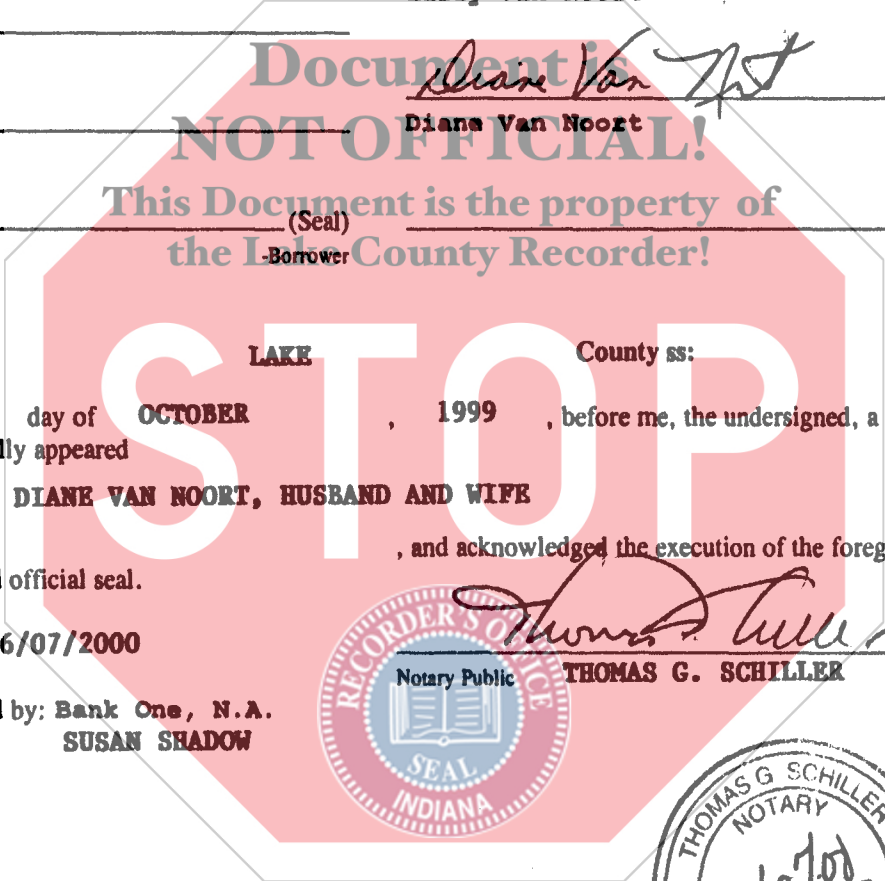 Diane Van Noort
Document is
Diane Van Noort
NOT OFFICIAL!
This Document is the property of
(Seal)
the Lake County Recorder!
-Borrower
STOP
LAKE County ss:
day of OCTOBER , 1999 , before me, the undersigned, a
lly appeared
DIANE VAN NOORT, HUSBAND AND WIFE
, and acknowledged the execution of the foreg
official seal.
6/07/2000
Notary Public THOMAS G. SCHILLER
by: Bank One, N.A.
SUSAN SHADOW
RECORDER'S OFFICE
SEAL
INDIANA
THOMAS G SCHILLER
NOTARY